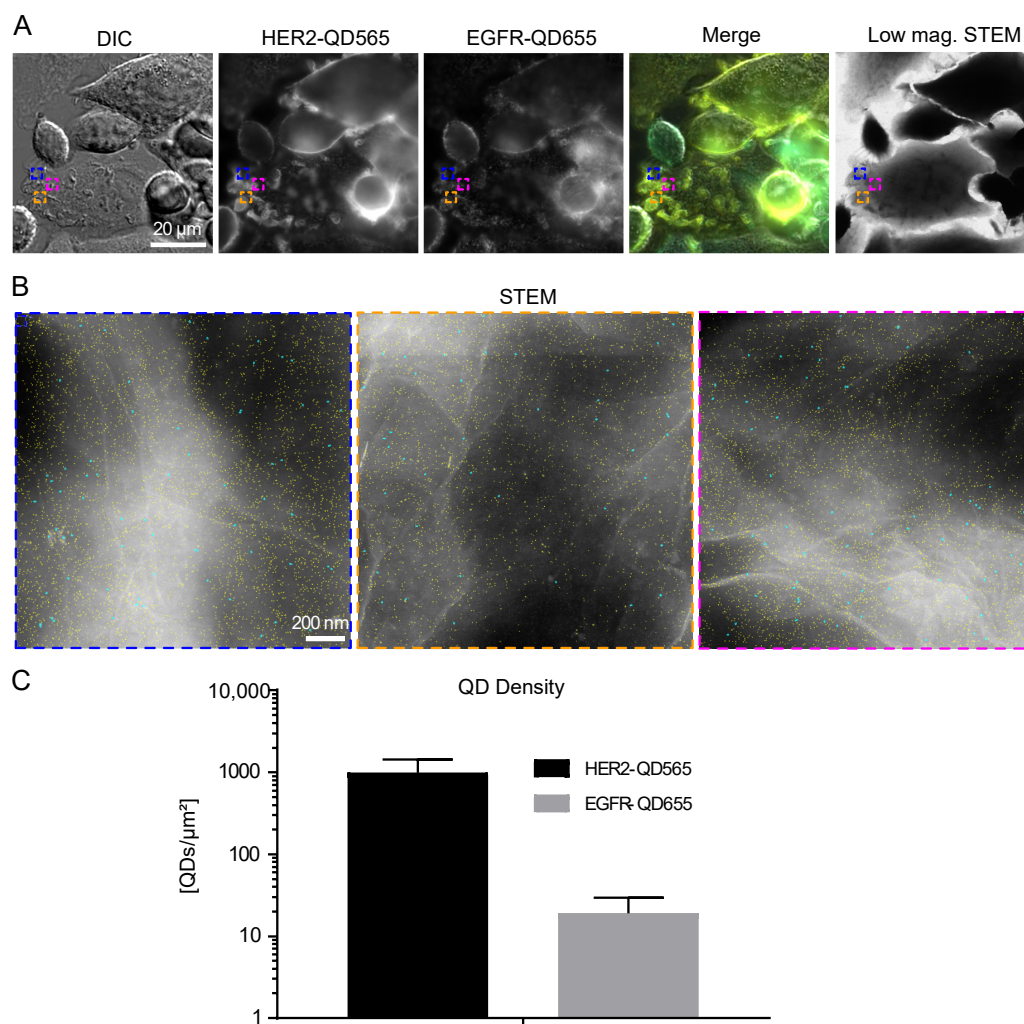 A
DIC
HER2-QD565
EGFR-QD655
Merge
Low mag. STEM
20 µm
B
STEM
200 nm
C
QD Density
10,000
1000
100
10
1
[QDs/µm²]
HER2-QD565
EGFR-QD655